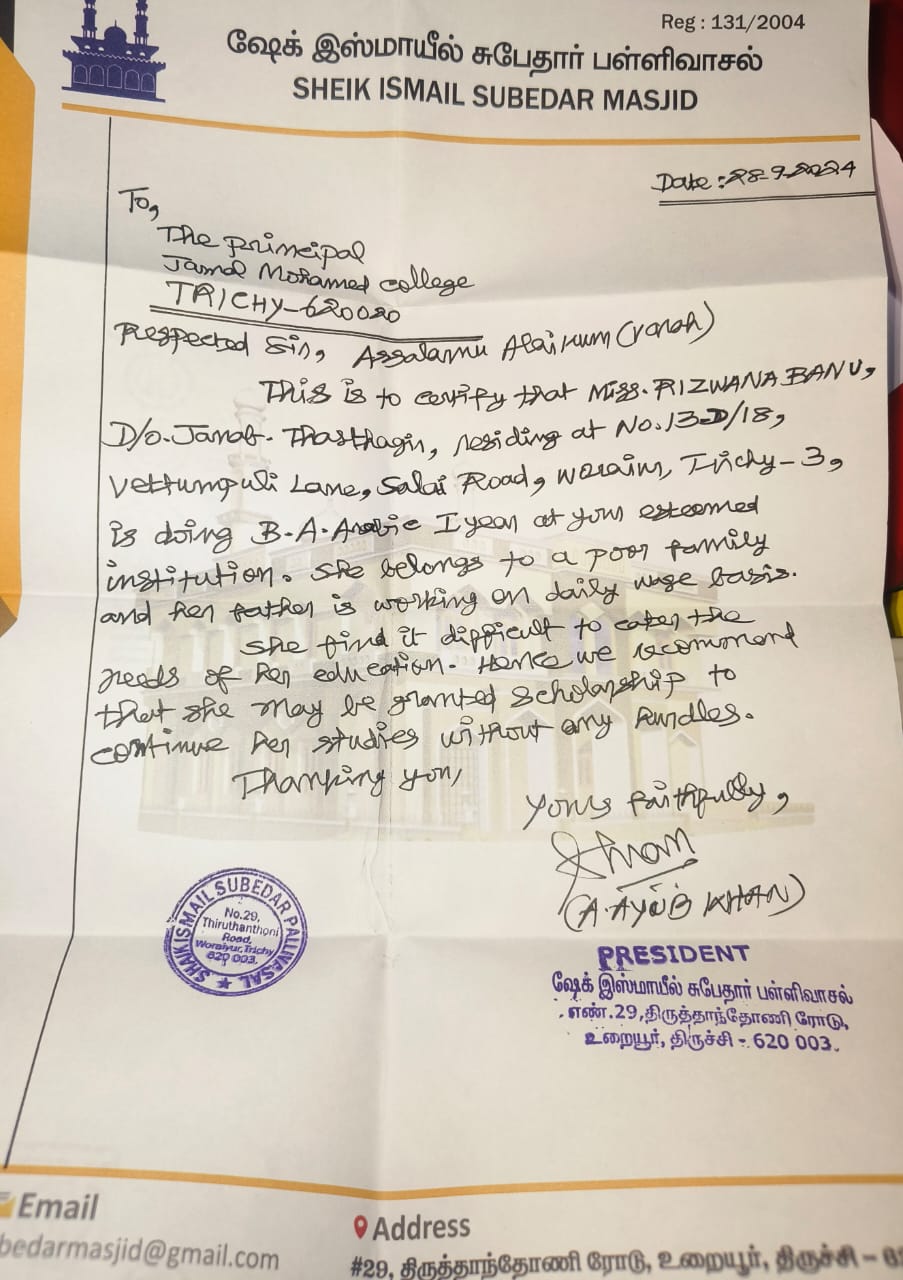 Reg : 131/2004
ஷேக் இஸ்மாயீல் சுபேதார் பள்ளிவாசல்
SHEIK ISMAIL SUBEDAR MASJID
Date : 28-9-2024
To,
The Principal
Jamal Mohamed College
TRICHY-620020
Respected Sir, Assalamu Alaikum (varah)
This is to certify that Miss. RIZWANA BANU,
D/o. Janab. Thasthagir, residing at No. 13-D/18,
Vettumpuli Lane, Salai Road, Woraiur, Trichy-3,
is doing B.A. Arabic I year at your esteemed
institution. She belongs to a poor family
and her father is working on daily wage basis.
She find it difficult to cater the
needs of her education. Hence we recommend
that she may be granted scholarship to
continue her studies without any hurdles.
Thanking you,
Yours faithfully,
(A. AYUB KHAN)
SHAIK ISMAIL SUBEDAR PALLIVASAL
No.29,
Thiruthanthoni
Road,
Woraiyur, Trichy
620 003.
PRESIDENT
ஷேக் இஸ்மாயீல் சுபேதார் பள்ளிவாசல்
எண்.29, திருத்தாந்தோணி ரோடு,
உறையூர், திருச்சி - 620 003.
Email
bedarmasjid@gmail.com
Address
#29, திருத்தாந்தோணி ரோடு, உறையூர், திருச்சி - 6